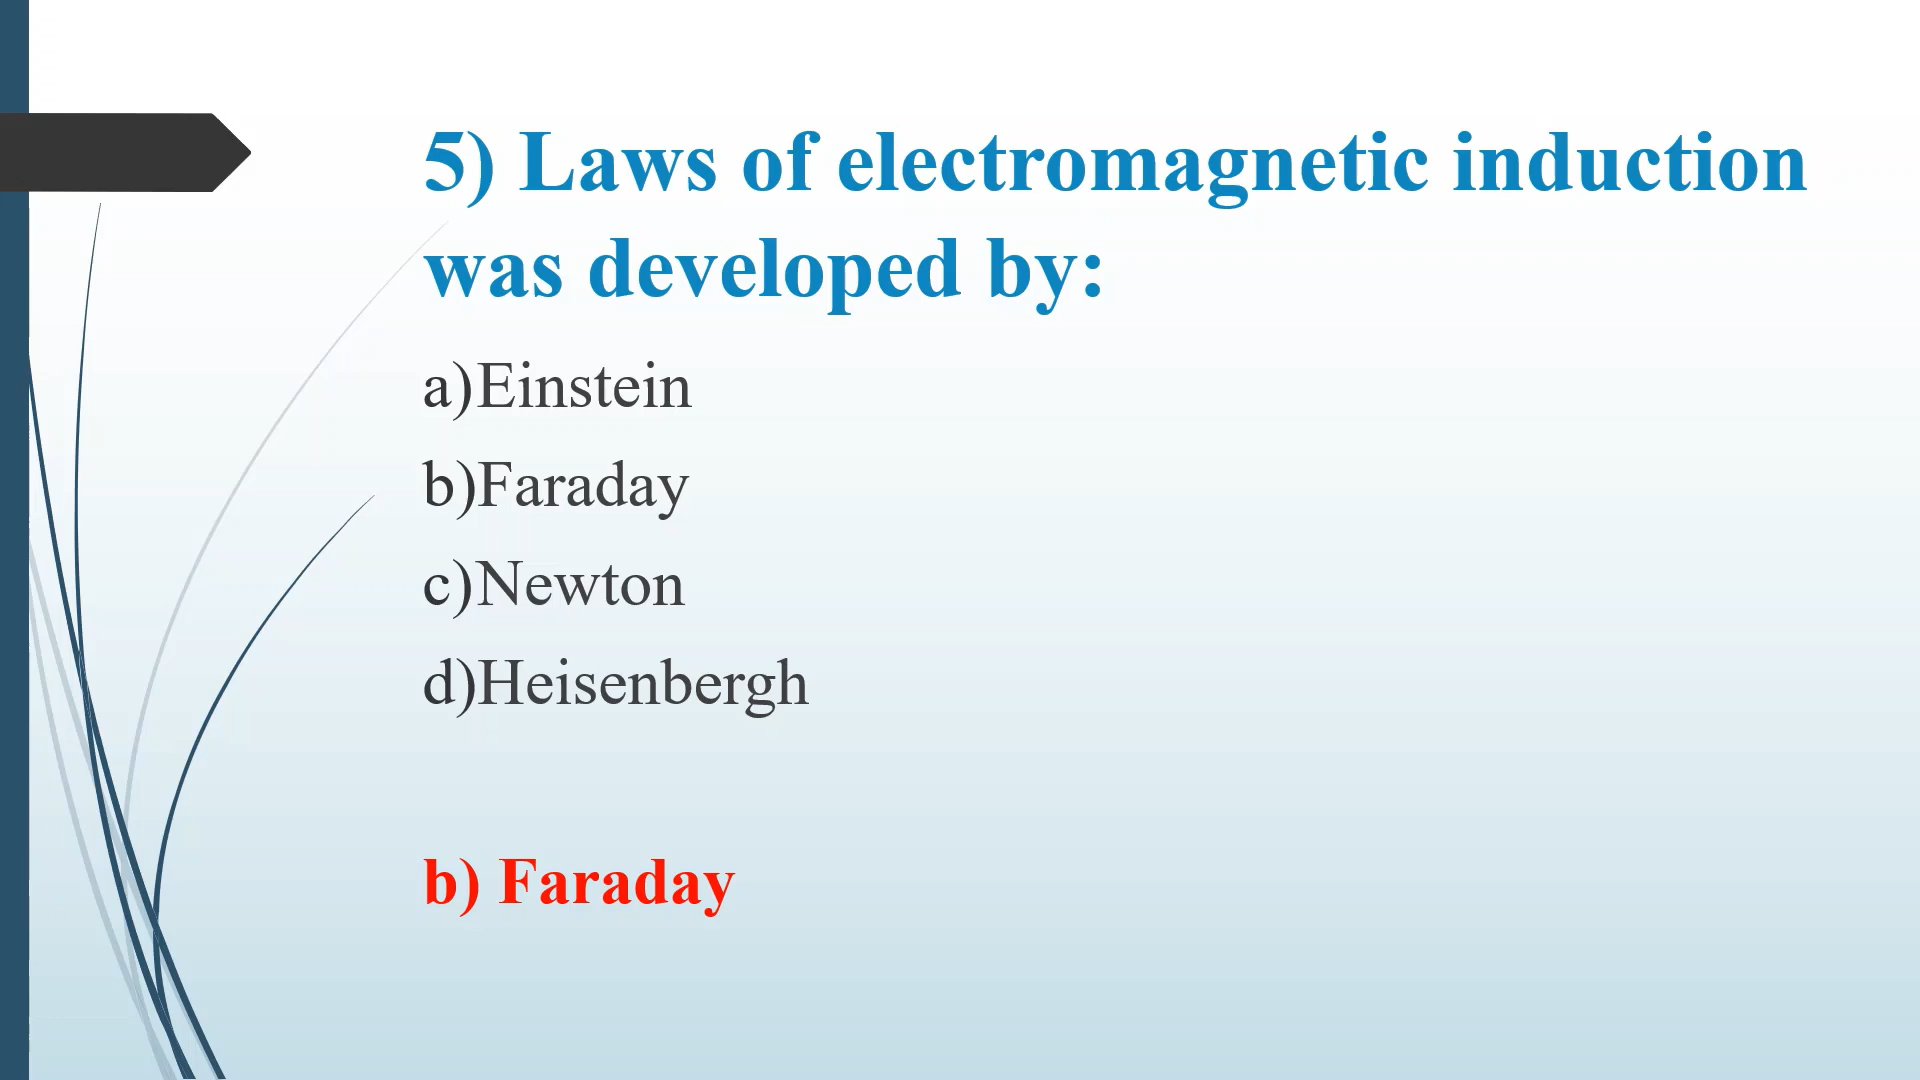 5) Laws of electromagnetic induction
was developed by:
a)Einstein
b)Faraday
c)Newton
d)Heisenbergh
b) Faraday